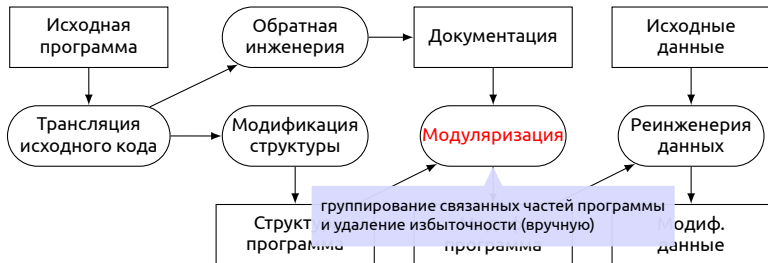 Исходная
программа
Обратная
инженерия
Документация
Исходные
данные
Трансляция
исходного кода
Модификация
структуры
Модуляризация
Реинженерия
данных
группирование связанных частей программы
и удаление избыточности (вручную)
программа
программа
Модиф.
данные